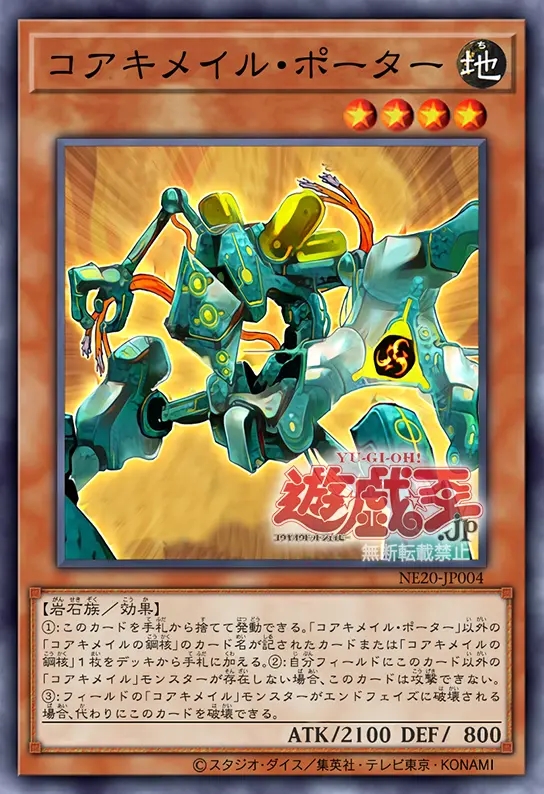 コアキメイル・ポーター
地
YU-GI-OH!
遊戯王.jp
無断転載禁止
NE20-JP004
【岩石族／効果】
①：このカードを手札から捨てて発動できる。「コアキメイル・ポーター」以外の
「コアキメイルの鋼核」のカード名が記されたカードまたは「コアキメイルの
鋼核」１枚をデッキから手札に加える。②：自分フィールドにこのカード以外の
「コアキメイル」モンスターが存在しない場合、このカードは攻撃できない。
③：フィールドの「コアキメイル」モンスターがエンドフェイズに破壊される
場合、代わりにこのカードを破壊できる。
ATK/2100 DEF/ 800
©スタジオ・ダイス／集英社・テレビ東京・KONAMI